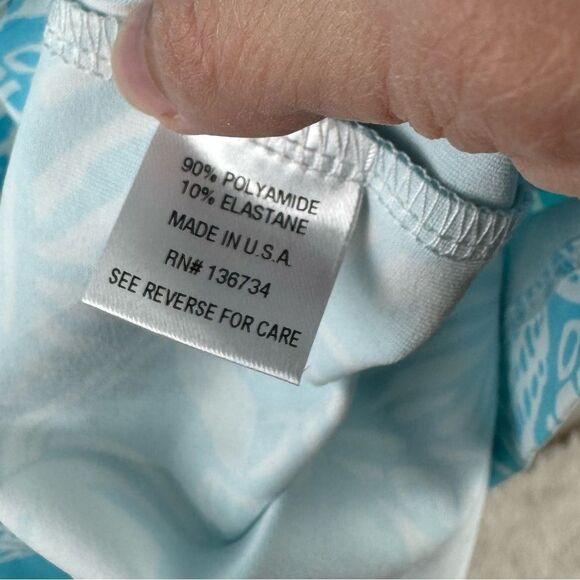 90% POLYAMIDE
10% ELASTANE
MADE IN U.S.A.
RN# 136734
SEE REVERSE FOR CARE